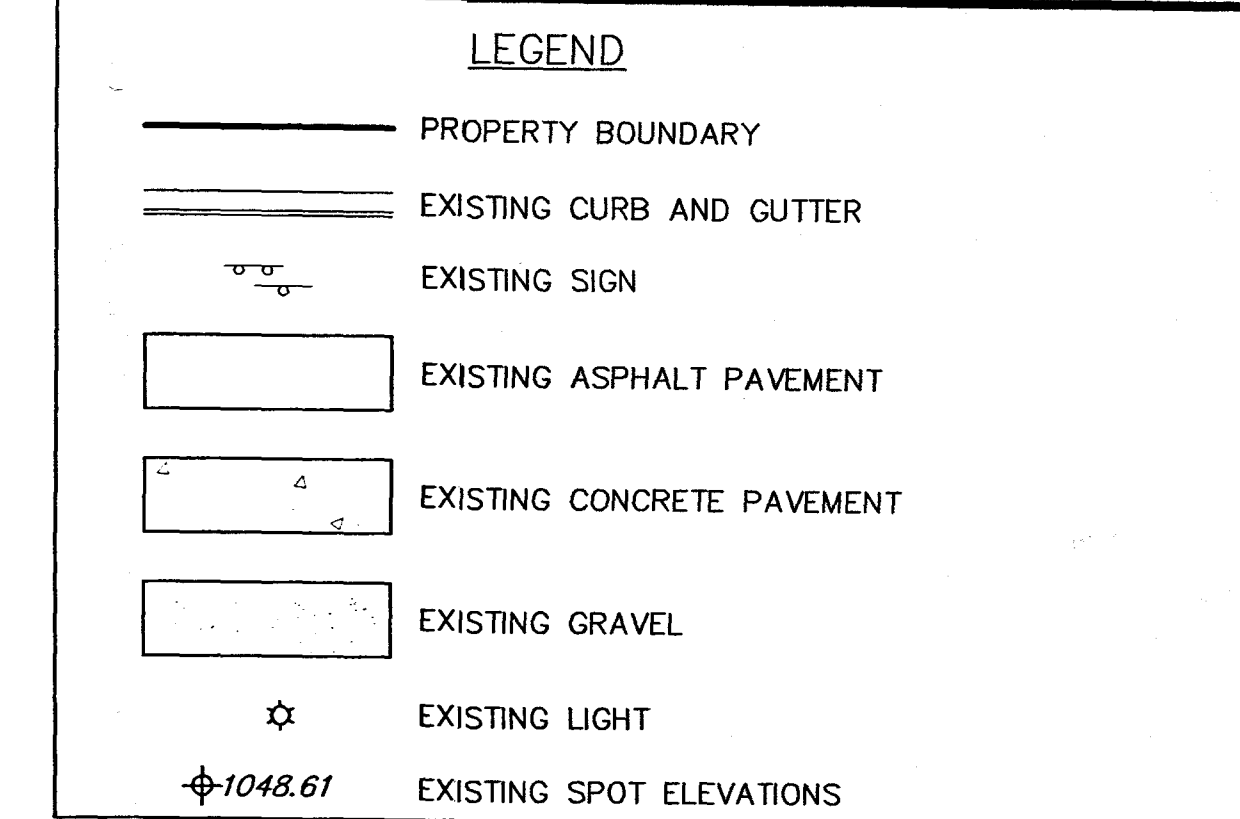 LEGEND
PROPERTY BOUNDARY
EXISTING CURB AND GUTTER
EXISTING SIGN
EXISTING ASPHALT PAVEMENT
EXISTING CONCRETE PAVEMENT
EXISTING GRAVEL
EXISTING LIGHT
1048.61 EXISTING SPOT ELEVATIONS